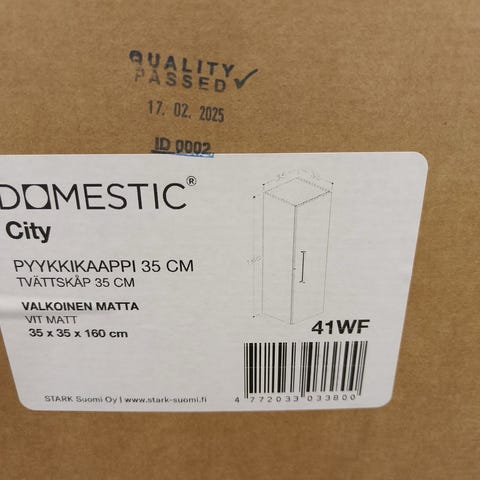 QUALITY
PASSED ✓
17. 02. 2025
ID 0002
DOMESTIC®
City
PYYKKIKAAPPI 35 CM
TVÄTTSKÅP 35 CM
VALKOINEN MATTA
VIT MATT
35 x 35 x 160 cm
41WF
STARK Suomi Oy | www.stark-suomi.fi
4 772033 033800